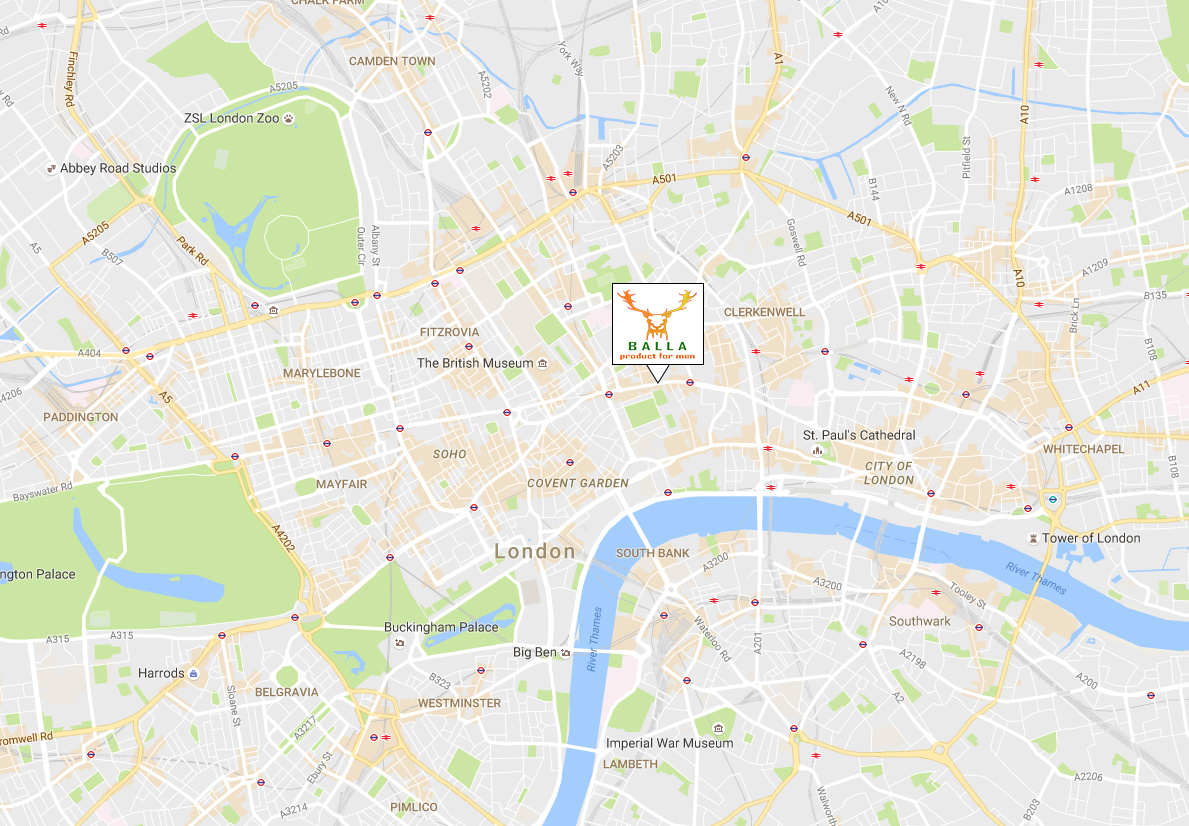 CHALK FARM
CAMDEN TOWN
York Way
A1
Finchley Rd
A5205
A5202
ZSL London Zoo
Abbey Road Studios
A5203
A501
New N Rd
A10
Pitfield St
B144
A1208
A5205
A5
B507
Park Rd
Albany St
Outer Cir
Goswell Rd
A501
A10
A1209
B135
Brick Ln
B108
FITZROVIA
CLERKENWELL
BALLA
product for men
A404
The British Museum
MARYLEBONE
A5
A4206
PADDINGTON
A11
SOHO
St. Paul's Cathedral
WHITECHAPEL
CITY OF
LONDON
B108
Bayswater Rd
MAYFAIR
COVENT GARDEN
A4202
London
SOUTH BANK
Tower of London
A3200
A3200
River Thames
ngton Palace
Tooley St
Southwark
A315
A315
Buckingham Palace
River Thames
Big Ben
Waterloo Rd
A201
A2198
A200
Harrods
B323
BELGRAVIA
Sloane St
WESTMINSTER
A3217
A2
romwell Rd
Imperial War Museum
LAMBETH
Ebury St
A3214
PIMLICO
Walworth
B203
A2206